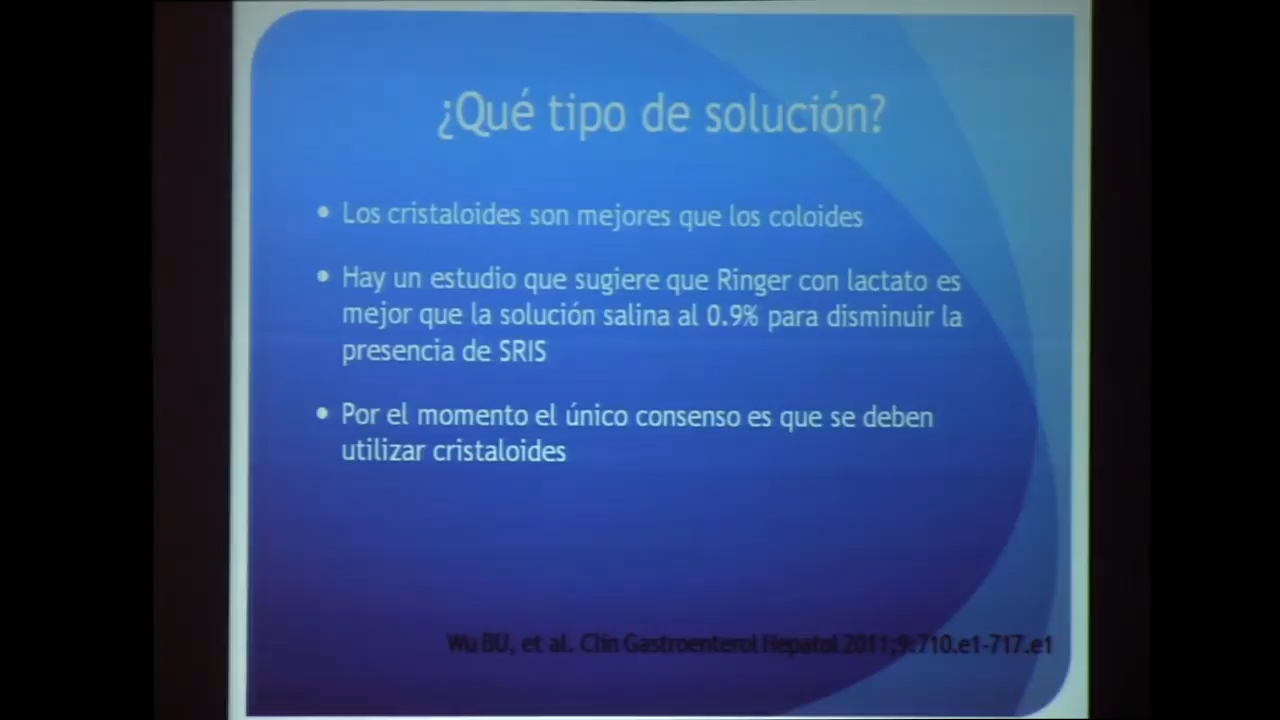 ¿Qué tipo de solución?
• Los cristaloides son mejores que los coloides
• Hay un estudio que sugiere que Ringer con lactato es
mejor que la solución salina al 0.9% para disminuir la
presencia de SRIS
• Por el momento el único consenso es que se deben
utilizar cristaloides
Wu BU, et al. Clin Gastroenterol Hepatol 2011;9:710.e1-717.e1